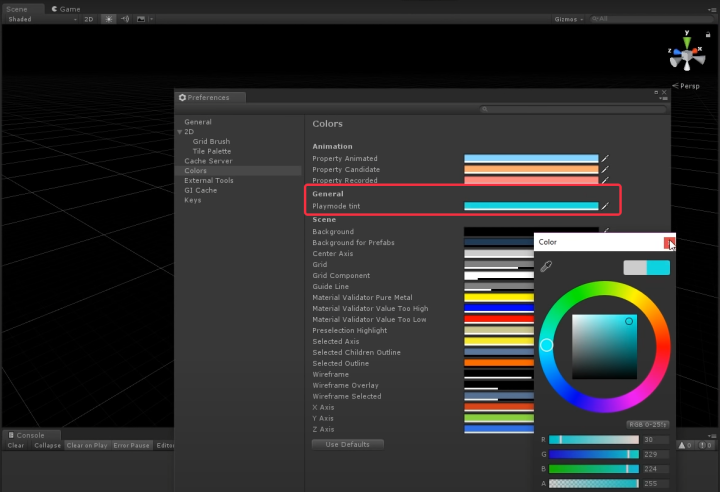 Scene Game
Shaded 2D Gizmos All
y
z x
Persp
Preferences
General
2D
Grid Brush
Tile Palette
Cache Server
Colors
External Tools
GI Cache
Keys
Colors
Animation
Property Animated
Property Candidate
Property Recorded
General
Playmode tint
Scene
Background
Background for Prefabs
Center Axis
Grid
Grid Component
Guide Line
Material Validator Pure Metal
Material Validator Value Too High
Material Validator Value Too Low
Preselection Highlight
Selected Axis
Selected Children Outline
Selected Outline
Wireframe
Wireframe Overlay
Wireframe Selected
X Axis
Y Axis
Z Axis
Use Defaults
Color
RGB 0-255
R 30
G 229
B 224
A 255
Console
Clear Collapse Clear on Play Error Pause Editor
0 0